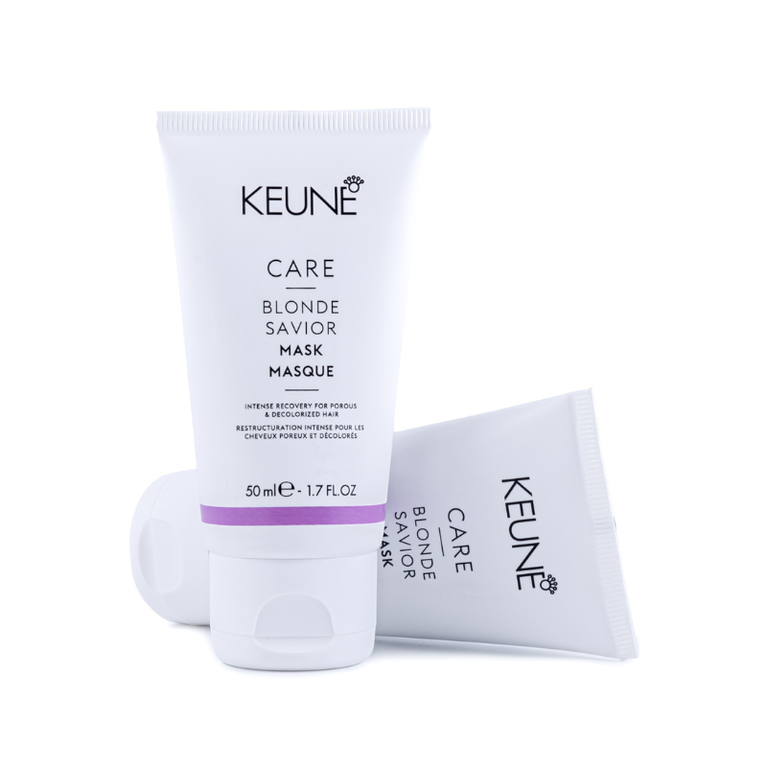 KEUNE
CARE
BLONDE
SAVIOR
MASK
MASQUE
INTENSE RECOVERY FOR POROUS
& DECOLORIZED HAIR
RESTRUCTURATION INTENSE POUR LES
CHEVEUX POREUX ET DÉCOLORÉS
50 ml℮ - 1.7 FL.OZ
KEUNE
CARE
BLONDE
SAVIOR
MASK